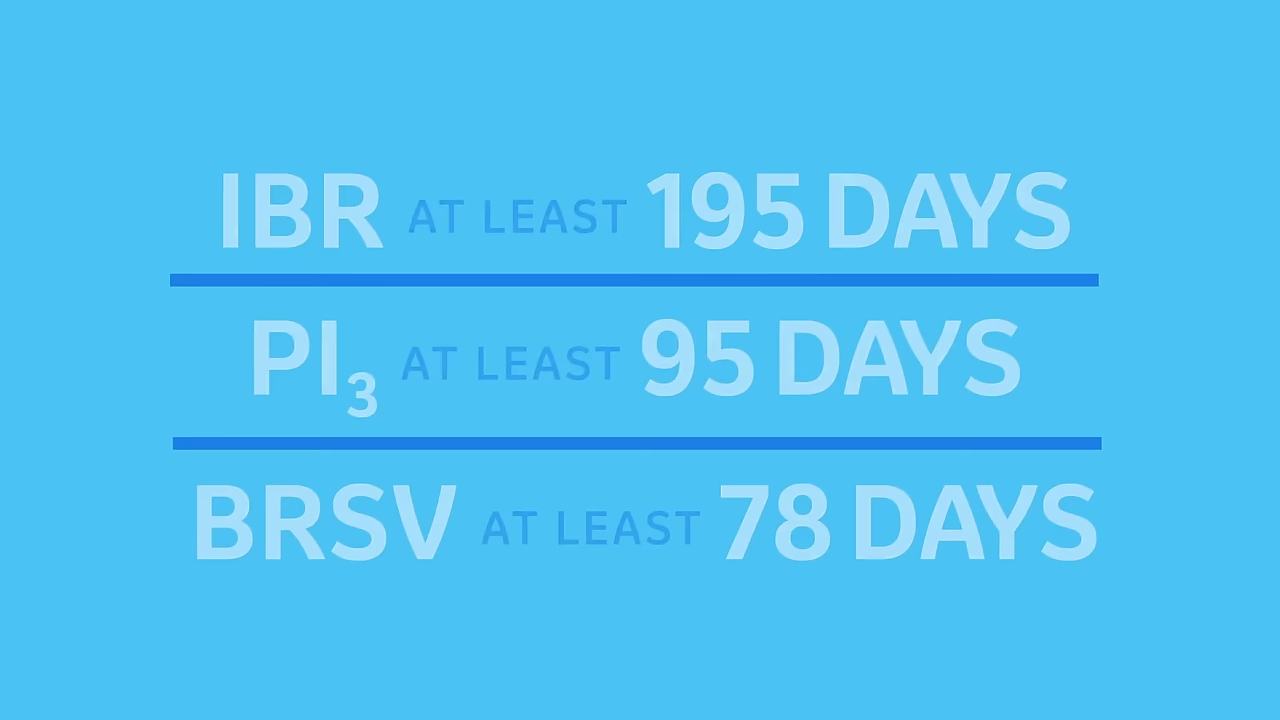 IBR AT LEAST 195 DAYS
PI₃ AT LEAST 95 DAYS
BRSV AT LEAST 78 DAYS